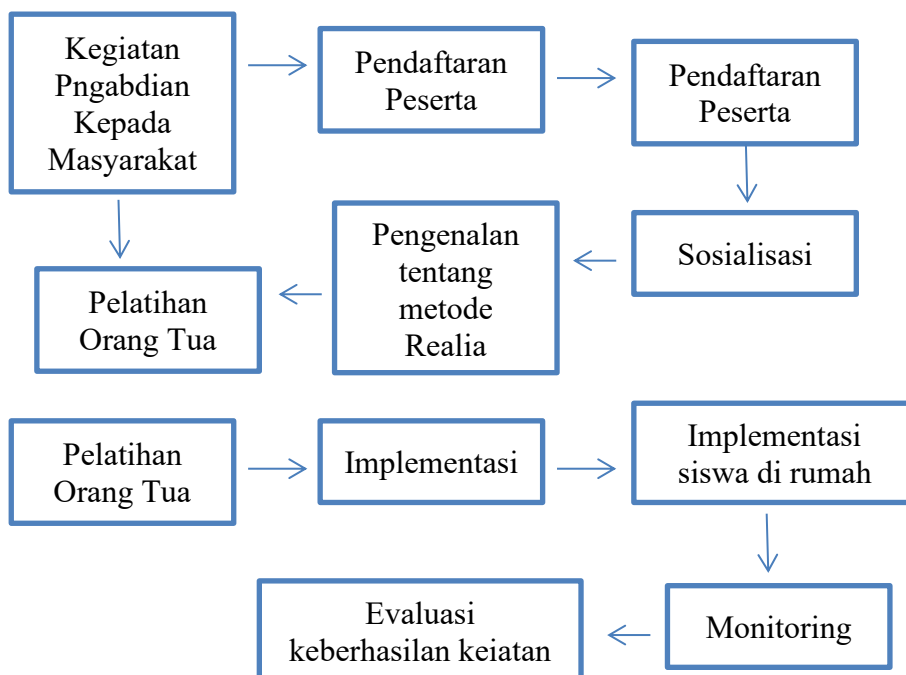 Kegiatan
Pngabdian
Kepada
Masyarakat
Pendaftaran
Peserta
Pendaftaran
Peserta
Sosialisasi
Pengenalan
tentang
metode
Realia
Pelatihan
Orang Tua
Pelatihan
Orang Tua
Implementasi
Implementasi
siswa di rumah
Monitoring
Evaluasi
keberhasilan keiatan